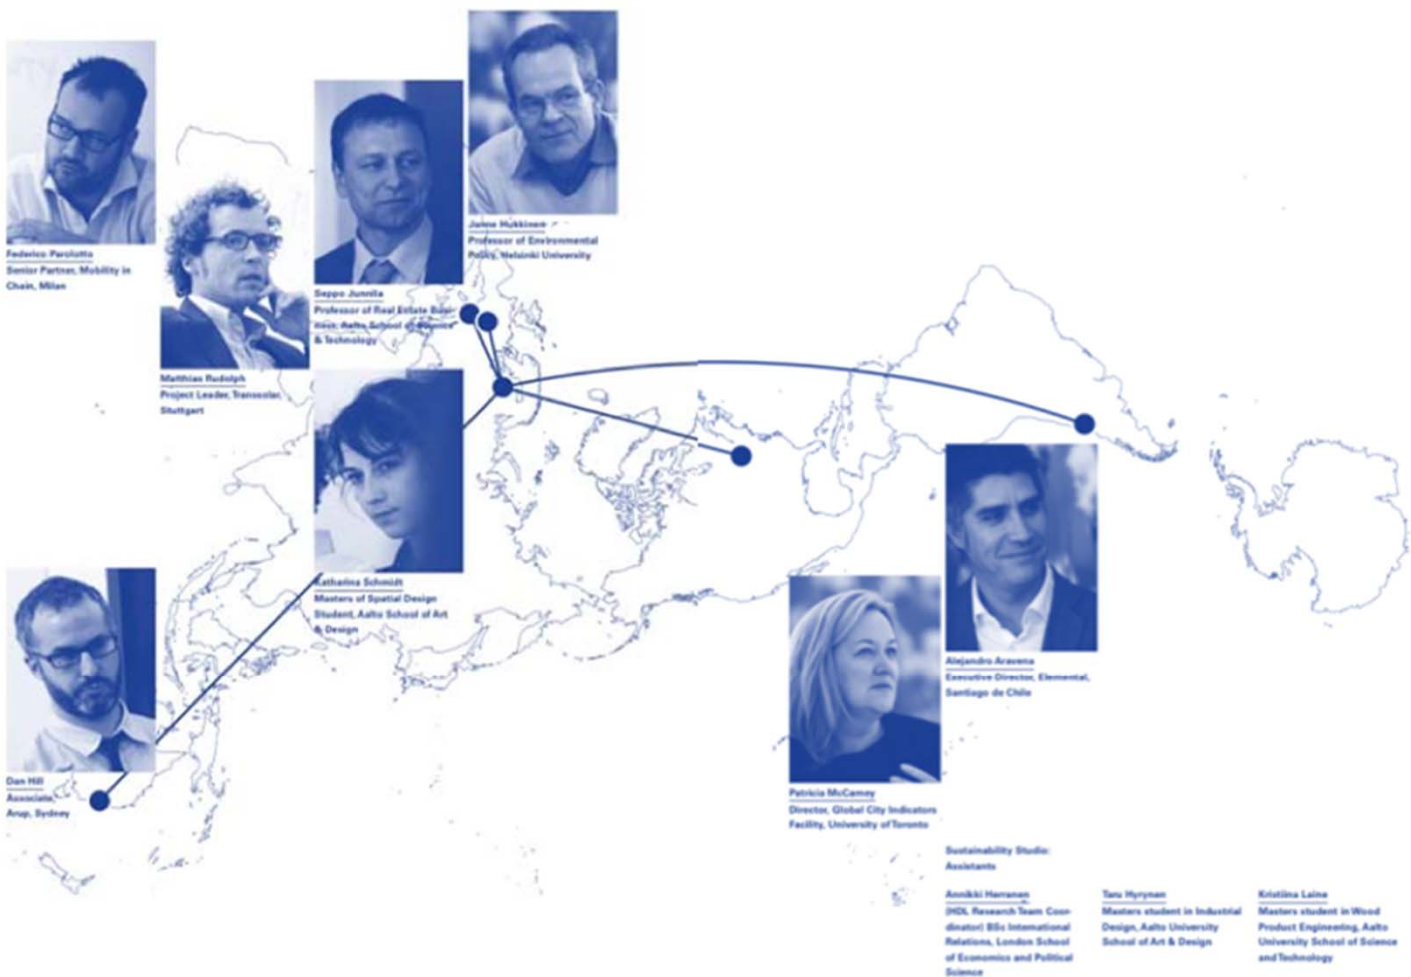 Federico Parolotto
Senior Partner, Mobility in
Chain, Milan
Matthias Rudolph
Project Leader, Transsolar,
Stuttgart
Seppo Junnila
Professor of Real Estate Busi-
ness, Aalto School of Science
& Technology
Janne Hukkinen
Professor of Environmental
Policy, Helsinki University
Katharina Schmidt
Masters of Spatial Design
Student, Aalto School of Art
& Design
Dan Hill
Associate,
Arup, Sydney
Patricia McCarney
Director, Global City Indicators
Facility, University of Toronto
Alejandro Aravena
Executive Director, Elemental,
Santiago de Chile
Sustainability Studio:
Assistants
Annikki Herranen
(HDL Research Team Coor-
dinator) BSc International
Relations, London School
of Economics and Political
Science
Taru Hyrynen
Masters student in Industrial
Design, Aalto University
School of Art & Design
Kristiina Laine
Masters student in Wood
Product Engineering, Aalto
University School of Science
and Technology